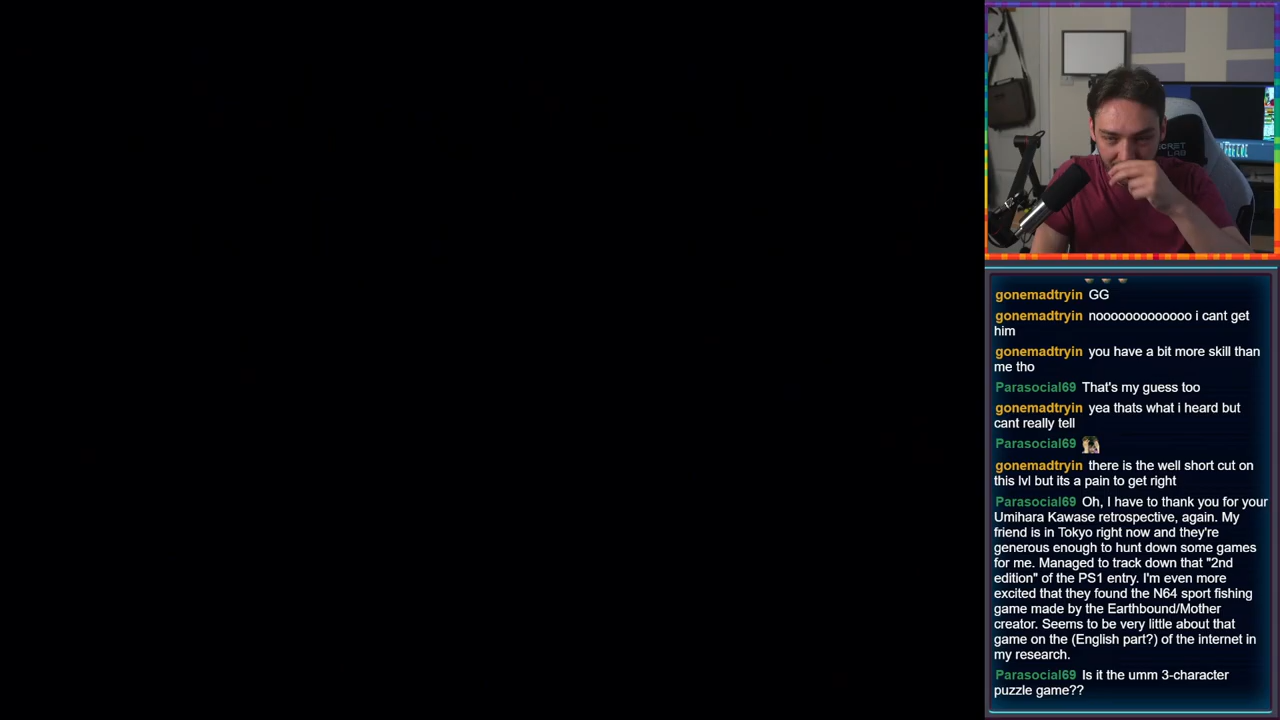 CRET
LAB
gonemadtryin GG
gonemadtryin nooooooooooooo i cant get
him
gonemadtryin you have a bit more skill than
me tho
Parasocial69 That's my guess too
gonemadtryin yea thats what i heard but
cant really tell
Parasocial69
gonemadtryin there is the well short cut on
this lvl but its a pain to get right
Parasocial69 Oh, I have to thank you for your
Umihara Kawase retrospective, again. My
friend is in Tokyo right now and they're
generous enough to hunt down some games
for me. Managed to track down that "2nd
edition" of the PS1 entry. I'm even more
excited that they found the N64 sport fishing
game made by the Earthbound/Mother
creator. Seems to be very little about that
game on the (English part?) of the internet in
my research.
Parasocial69 Is it the umm 3-character
puzzle game??